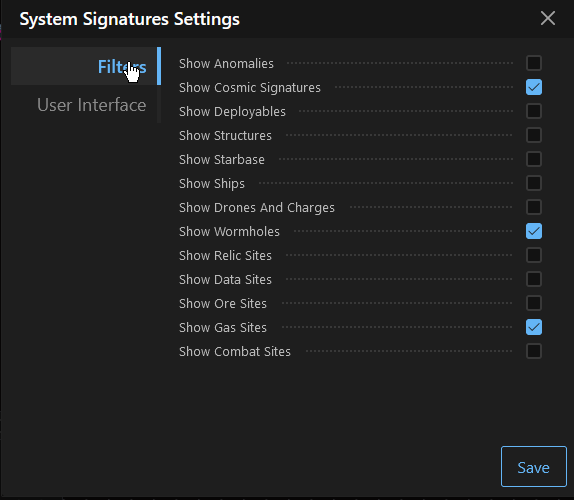 System Signatures Settings
Filters
User Interface
Show Anomalies
Show Cosmic Signatures
Show Deployables
Show Structures
Show Starbase
Show Ships
Show Drones And Charges
Show Wormholes
Show Relic Sites
Show Data Sites
Show Ore Sites
Show Gas Sites
Show Combat Sites
Save